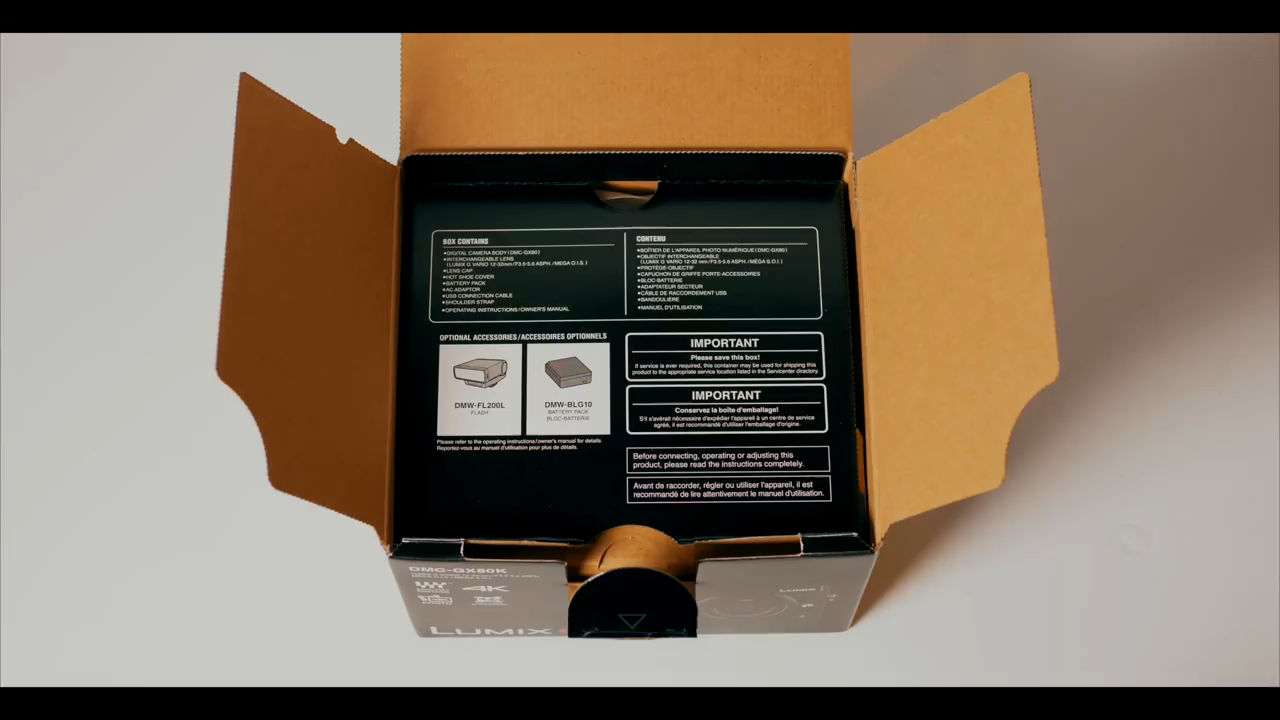 BOX CONTAINS
●DIGITAL CAMERA BODY (DMC-GX80)
●INTERCHANGEABLE LENS
(LUMIX G VARIO 12-32mm/F3.5-5.6 ASPH. /MEGA O.I.S.)
●LENS CAP
●HOT SHOE COVER
●BATTERY PACK
●AC ADAPTOR
●USB CONNECTION CABLE
●SHOULDER STRAP
●OPERATING INSTRUCTIONS/OWNER'S MANUAL
CONTENU
●BOÎTIER DE L'APPAREIL PHOTO NUMÉRIQUE (DMC-GX80)
●OBJECTIF INTERCHANGEABLE
(LUMIX G VARIO 12-32 mm/F3.5-5.6 ASPH. /MEGA S.O.I.)
●PROTÈGE-OBJECTIF
●CAPUCHON DE GRIFFE PORTE-ACCESSOIRES
●BLOC-BATTERIE
●ADAPTATEUR SECTEUR
●CÂBLE DE RACCORDEMENT USB
●BANDOULIÈRE
●MANUEL D'UTILISATION
OPTIONAL ACCESSORIES/ACCESSOIRES OPTIONNELS
DMW-FL200L
FLASH
DMW-BLG10
BATTERY PACK
BLOC-BATTERIE
Please refer to the operating instructions/owner's manual for details.
Reportez-vous au manuel d'utilisation pour plus de détails.
IMPORTANT
Please save this box!
If service is ever required, this container may be used for shipping this
product to the appropriate service location listed in the Servicenter directory.
IMPORTANT
Conservez la boîte d'emballage!
S'il s'avérait nécessaire d'expédier l'appareil à un centre de service
agréé, il est recommandé d'utiliser l'emballage d'origine.
Before connecting, operating or adjusting this
product, please read the instructions completely.
Avant de raccorder, régler ou utiliser l'appareil, il est
recommandé de lire attentivement le manuel d'utilisation.
DMC-GX80K
4K
LUMIX
LUMIX